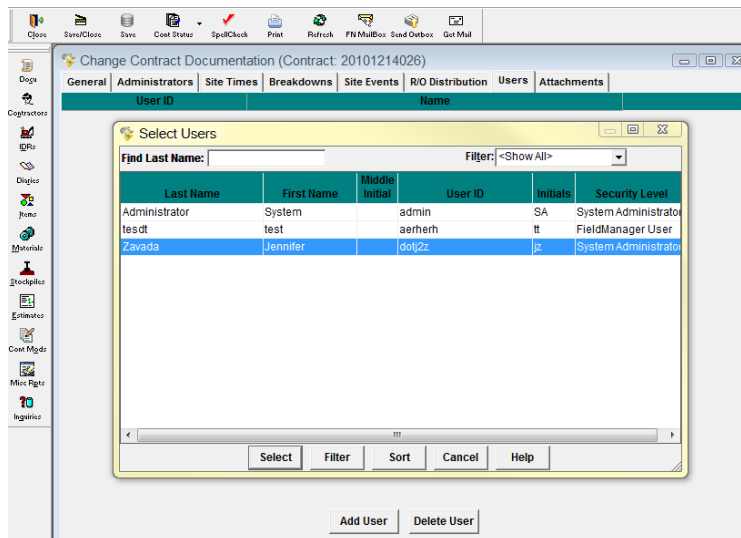 Close Save/Close Save Cont Status SpellCheck Print Refresh FN MailBox Send Outbox Get Mail
Change Contract Documentation (Contract: 20101214026)
General Administrators Site Times Breakdowns Site Events R/O Distribution Users Attachments
User ID Name
Docs
Contractors
IDRs
Diaries
Items
Materials
Stockpiles
Estimates
Cont Mods
Misc Rpts
Inquiries
Select Users
Find Last Name: Filter: <Show All>
Last Name First Name Middle Initial User ID Initials Security Level
Administrator System admin SA System Administrato
tesdt test aerherh tt FieldManager User
Zavada Jennifer dotj2z jz System Administrato
Select Filter Sort Cancel Help
Add User Delete User